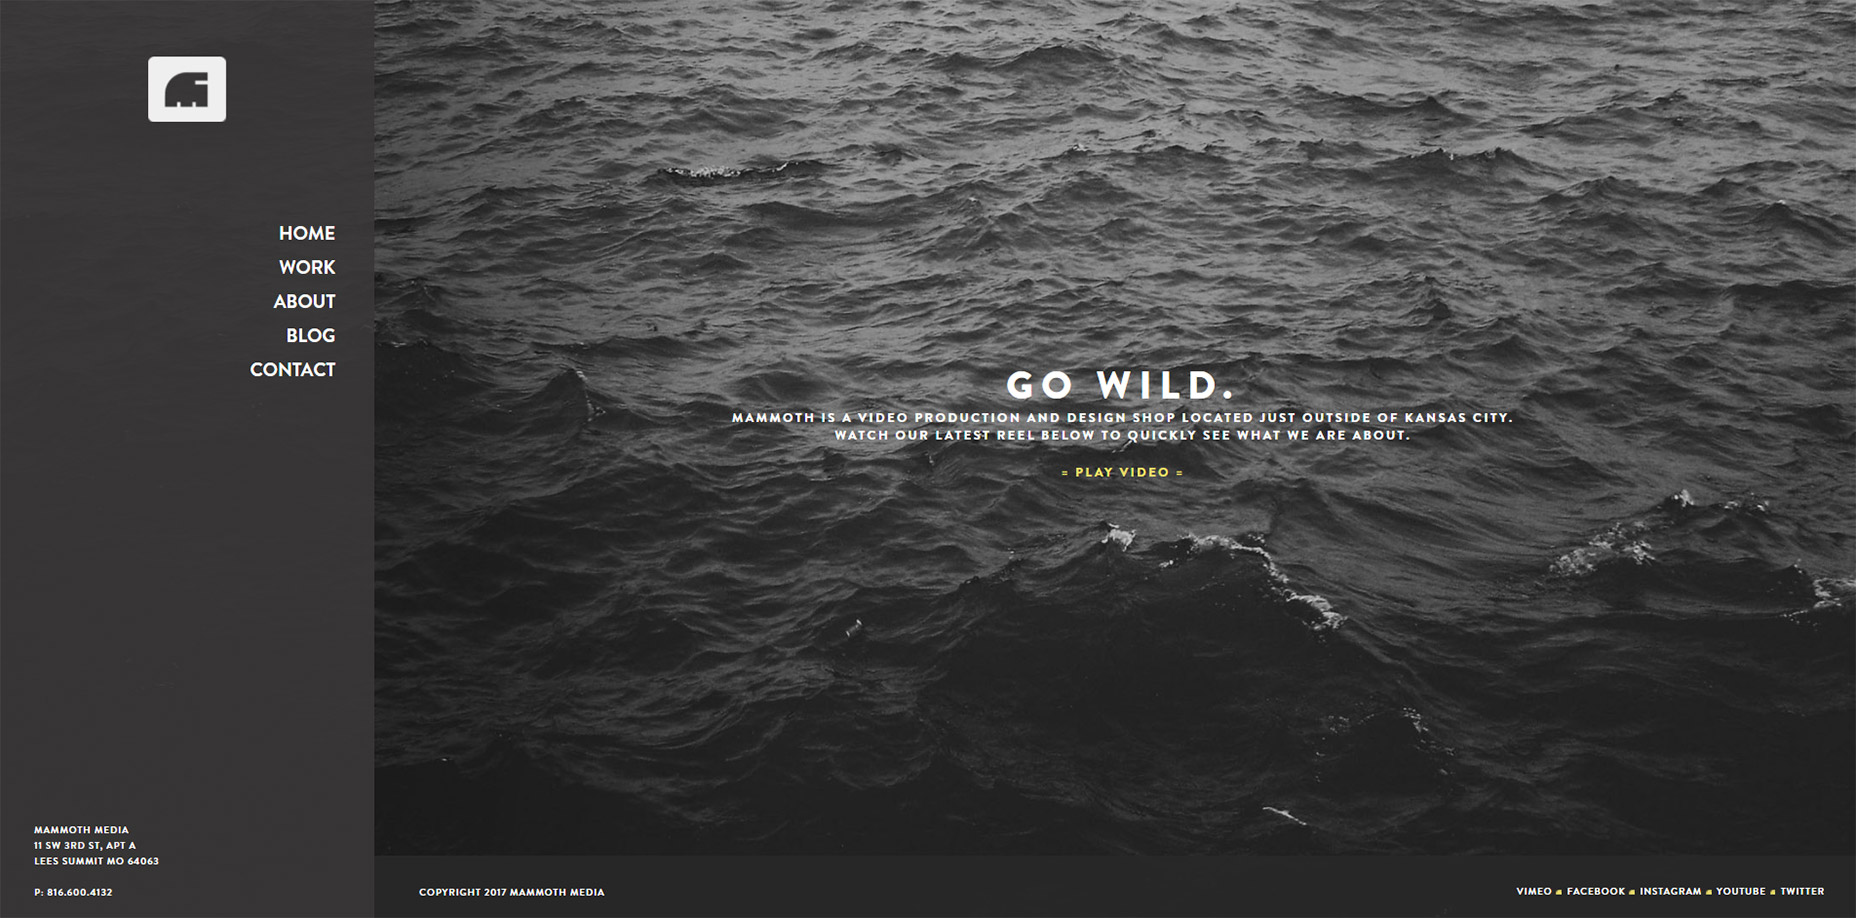 HOME
WORK
ABOUT
BLOG
CONTACT
GO WILD.
MAMMOTH IS A VIDEO PRODUCTION AND DESIGN SHOP LOCATED JUST OUTSIDE OF KANSAS CITY.
WATCH OUR LATEST REEL BELOW TO QUICKLY SEE WHAT WE ARE ABOUT.
= PLAY VIDEO =
MAMMOTH MEDIA
11 SW 3RD ST, APT A
LEES SUMMIT MO 64063
P: 816.600.4132
COPYRIGHT 2017 MAMMOTH MEDIA
VIMEO FACEBOOK INSTAGRAM YOUTUBE TWITTER